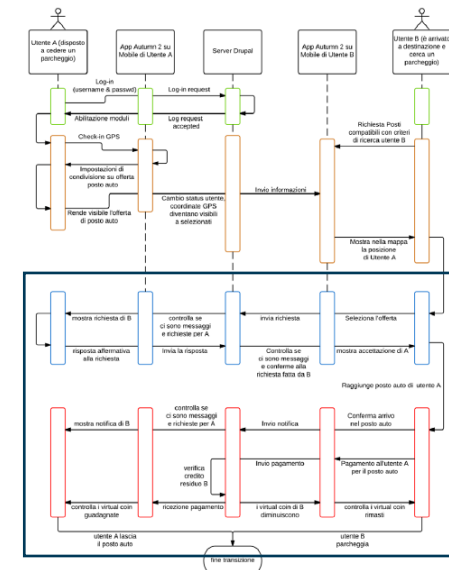 Utente A (disposto
a cedere un
parcheggio)
App Autumn 2 su
Mobile di Utente A
Server Drupal
App Autumn 2 su
Mobile di Utente B
Utente B (è arrivato
a destinazione e
cerca un
parcheggio)
Log-in
(username & passwd)
Log-in request
Abilitazione moduli
Log request
accepted
Richiesta Posti
compatibili con criteri
di ricerca utente B
Check-in GPS
Impostazioni di
condivisione su offerta
posto auto
Rende visibile l'offerta
di posto auto
Cambio status utente,
coordinate GPS
diventano visibili
a selezionati
Invio informazioni
Mostra nella mappa
la posizione
di Utente A
mostra richiesta di B
controlla se
ci sono messaggi
e richieste per A
invia richiesta
Seleziona l'offerta
risposta affermativa
alla richiesta
Invia la risposta
Controlla se
ci sono messaggi
e conferme alla
richiesta fatta da B
mostra accettazione di A
Raggiunge posto auto di utente A
mostra notifica di B
controlla se
ci sono messaggi
e richieste per A
Invio notifica
Conferma arrivo
nel posto auto
verifica
credito
residuo B
Invio pagamento
Pagamento all'utente A
per il posto auto
controlla i virtual coin
guadagnate
ricezione pagamento
i virtual coin di B
diminuiscono
controlla i virtual coin
rimasti
utente A lascia
il posto auto
utente B
parcheggia
fine transizione